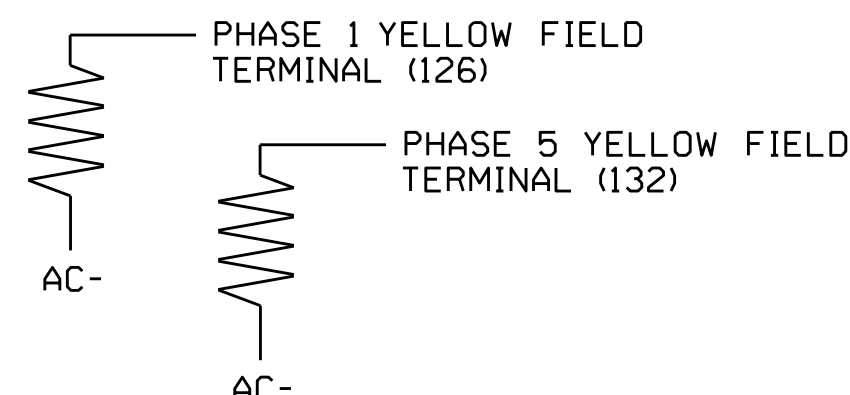 PHASE 1 YELLOW FIELD
TERMINAL (126)
AC-
PHASE 5 YELLOW FIELD
TERMINAL (132)
AC-